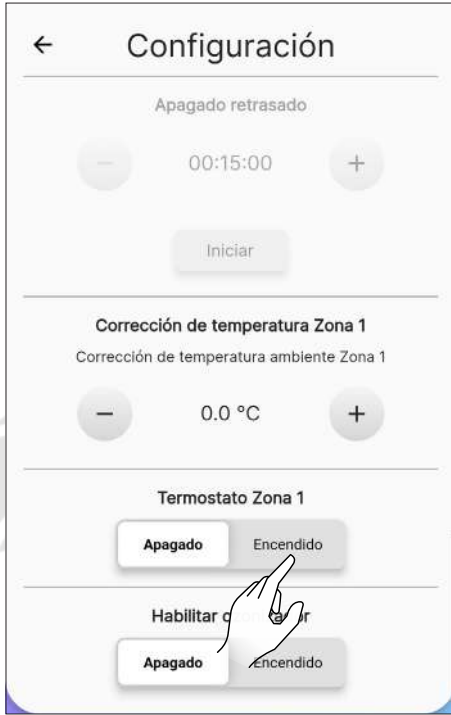 Configuración
Apagado retrasado
00:15:00
Iniciar
Corrección de temperatura Zona 1
Corrección de temperatura ambiente Zona 1
0.0 °C
Termostato Zona 1
Apagado Encendido
Habilitar
Apagado Encendido